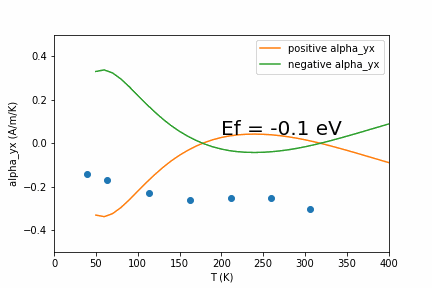 positive alpha_yx
negative alpha_yx
Ef = -0.1 eV
alpha_yx (A/m/K)
0.4
0.2
0.0
−0.2
−0.4
0 50 100 150 200 250 300 350 400
T (K)